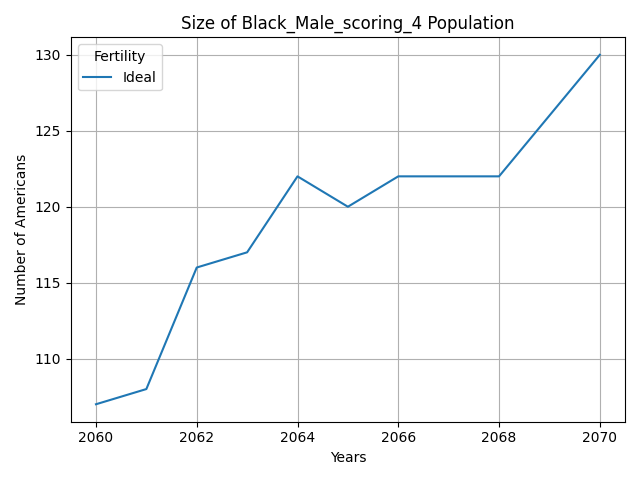 Size of Black_Male_scoring_4 Population
Fertility
Ideal
Number of Americans
130
125
120
115
110
2060
2062
2064
2066
2068
2070
Years